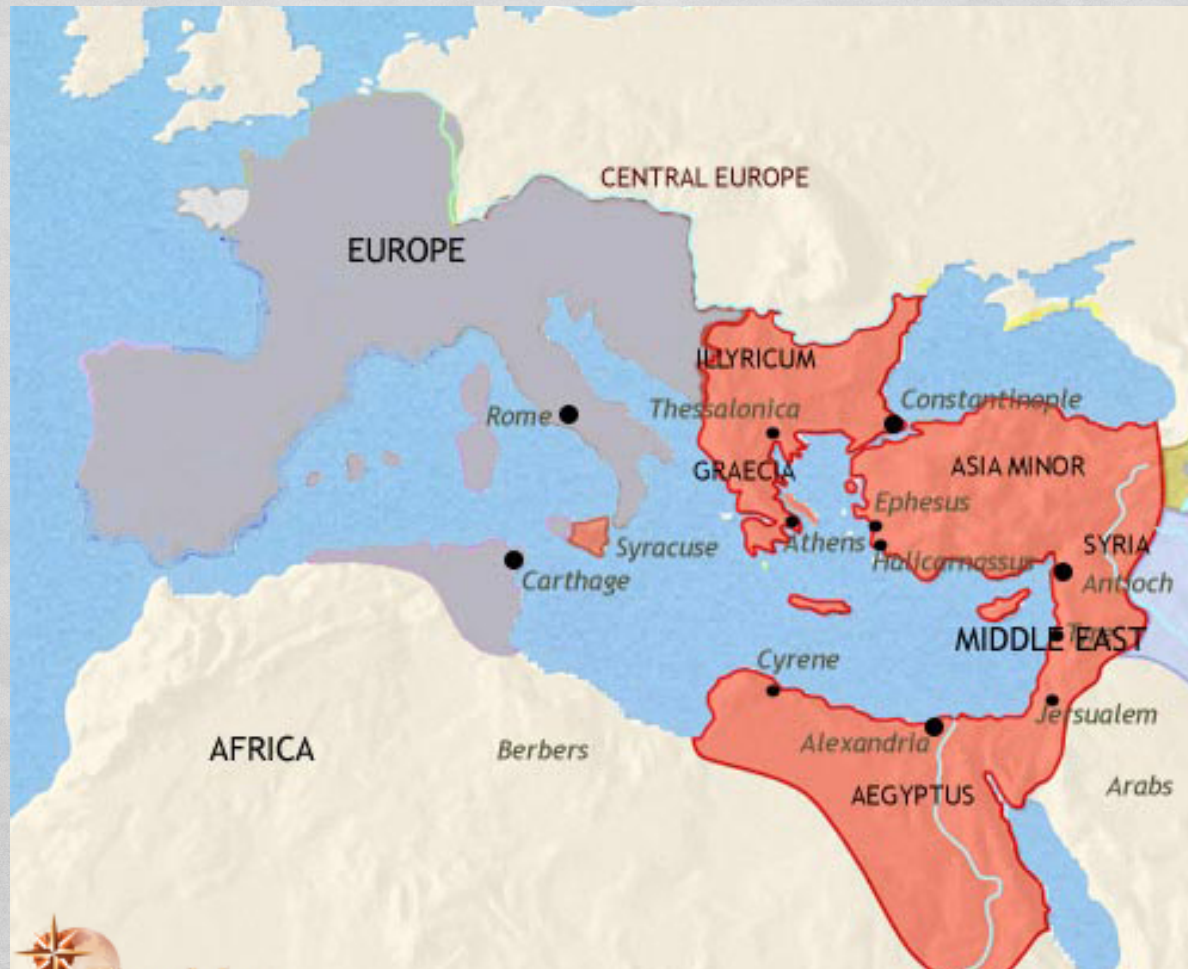 CENTRAL EUROPE
EUROPE
ILLYRICUM
Rome
Thessalonica
Constantinople
GRAECIA
ASIA MINOR
Ephesus
Syracuse
Athens
Halicarnassus
SYRIA
Carthage
Antioch
Tyre
MIDDLE EAST
Cyrene
Jersualem
AFRICA
Berbers
Alexandria
AEGYPTUS
Arabs